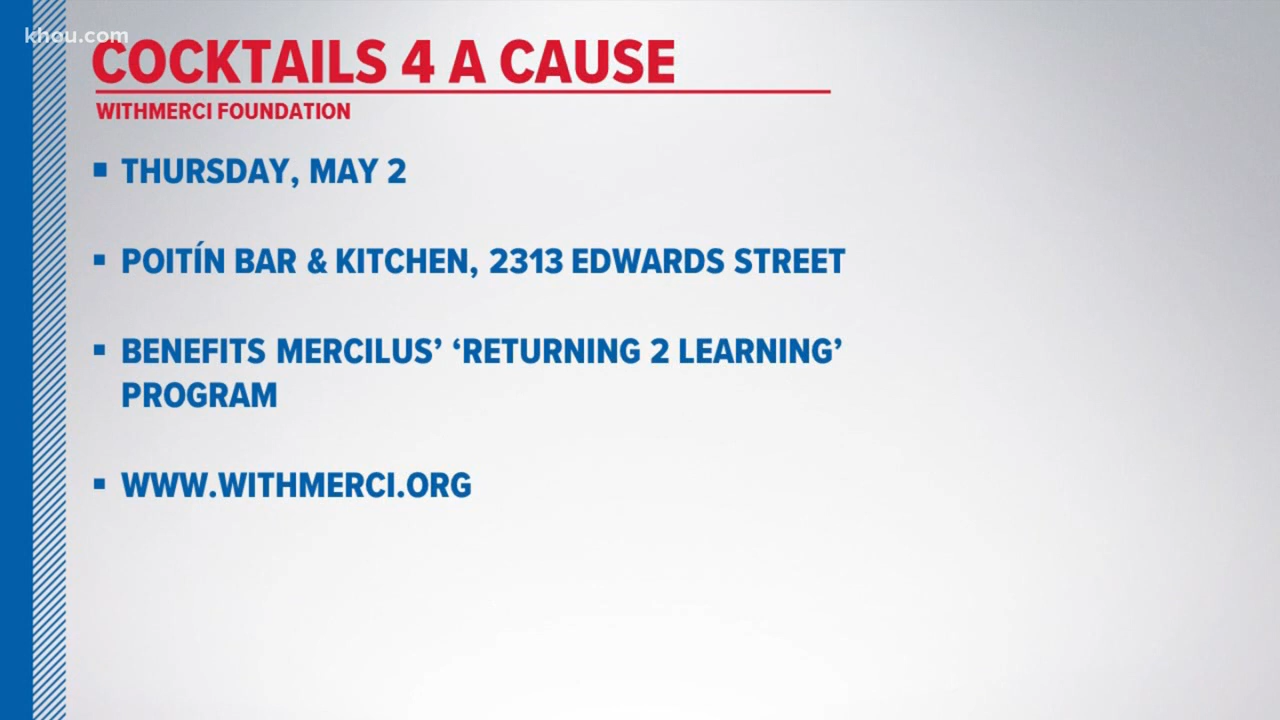 khou.com
COCKTAILS 4 A CAUSE
WITHMERCI FOUNDATION
▪ THURSDAY, MAY 2
▪ POITÍN BAR & KITCHEN, 2313 EDWARDS STREET
▪ BENEFITS MERCILUS’ ‘RETURNING 2 LEARNING’
PROGRAM
▪ WWW.WITHMERCI.ORG